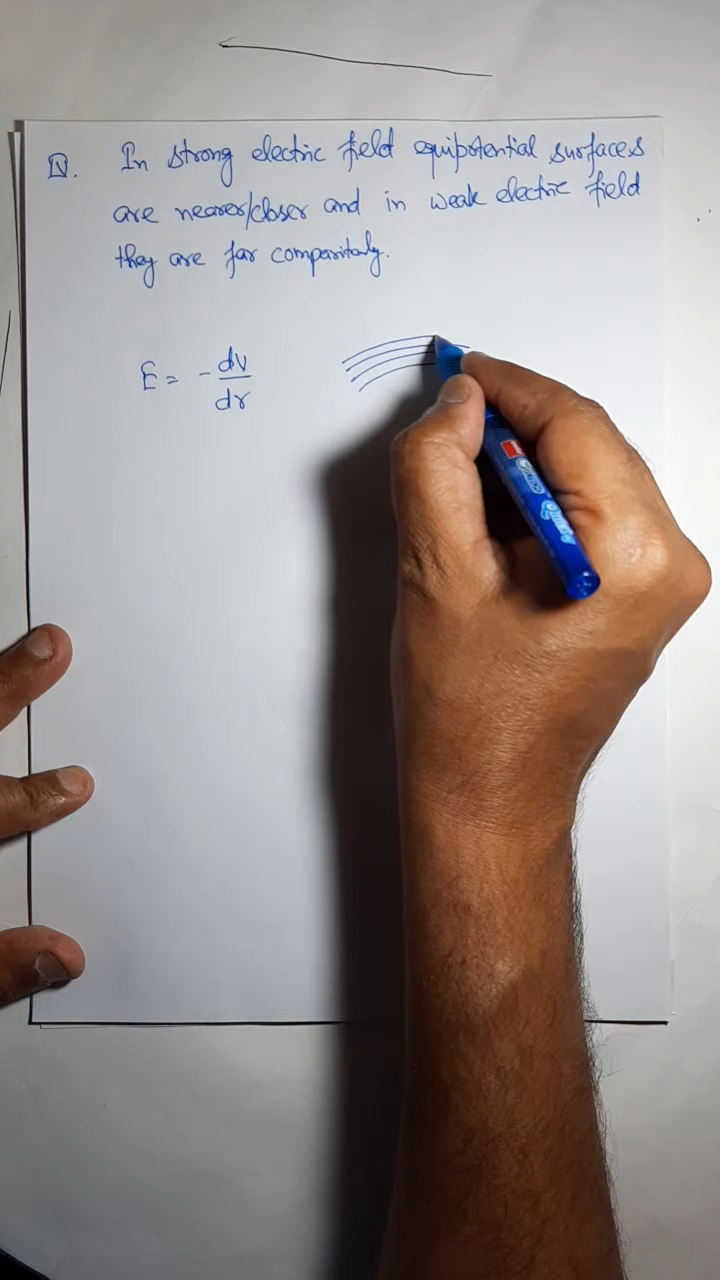 IV. In strong electric field equipotential surfaces
are nearer/closer and in weak electric field
they are far comparitaly.
E = - dv/dr